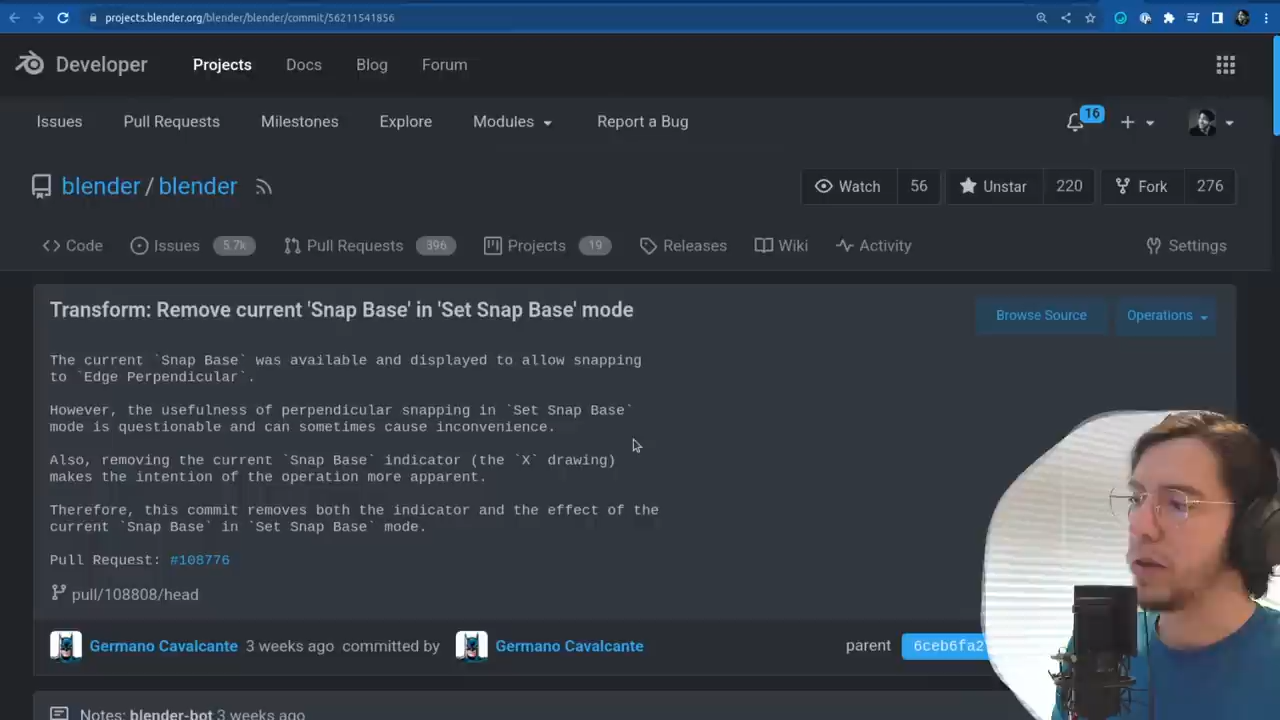 projects.blender.org/blender/blender/commit/56211541856
Developer Projects Docs Blog Forum
Issues Pull Requests Milestones Explore Modules Report a Bug 16
blender / blender Watch 56 Unstar 220 Fork 276
Code Issues 5.7k Pull Requests 396 Projects 19 Releases Wiki Activity Settings
Transform: Remove current 'Snap Base' in 'Set Snap Base' mode Browse Source Operations
The current `Snap Base` was available and displayed to allow snapping
to `Edge Perpendicular`.
However, the usefulness of perpendicular snapping in `Set Snap Base`
mode is questionable and can sometimes cause inconvenience.
Also, removing the current `Snap Base` indicator (the `X` drawing)
makes the intention of the operation more apparent.
Therefore, this commit removes both the indicator and the effect of the
current `Snap Base` in `Set Snap Base` mode.
Pull Request: #108776
pull/108808/head
Germano Cavalcante 3 weeks ago committed by Germano Cavalcante parent 6ceb6fa2
Notes: blender-bot 3 weeks ago